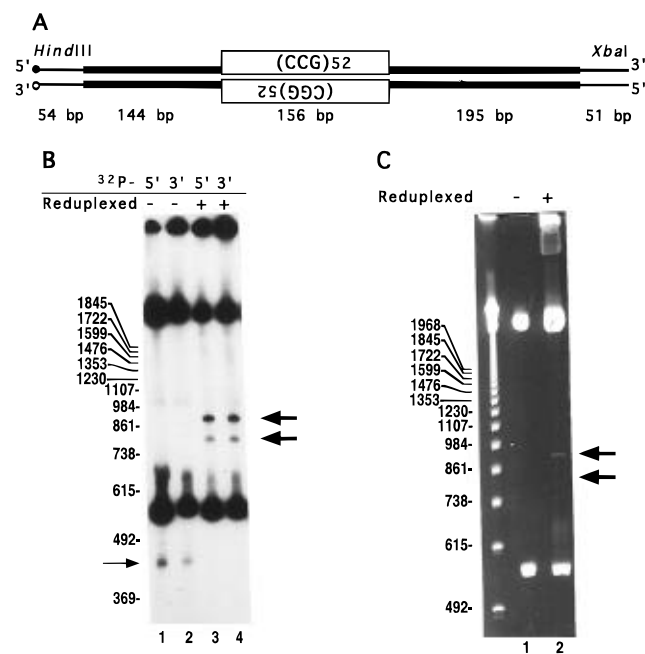 A
HindIII XbaI
5' (CCG)52 3'
3' (CGG)52 5'
54 bp 144 bp 156 bp 195 bp 51 bp
B
32P- 5' 3' 5' 3'
Reduplexed - - + +
1845
1722
1599
1476
1353
1230
1107-
984-
861-
738-
615-
492-
369-
1 2 3 4
C
Reduplexed - +
1968
1845
1722
1599
1476
1353
1230-
1107-
984-
861-
738-
615-
492-
1 2